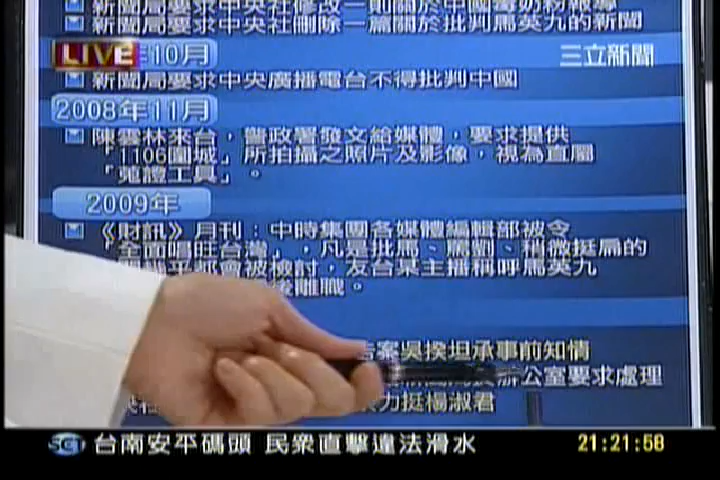 新聞局要求中央社修改一則關於中國毒奶粉報導
新聞局要求中央社刪除一篇關於批判馬英九的新聞
LIVE
10月
三立新聞
新聞局要求中央廣播電台不得批判中國
2008年11月
陳雲林來台，警政署發文給媒體，要求提供
「1106圍城」所拍攝之照片及影像，視為直屬
「蒐證工具」。
2009年
《財訊》月刊：中時集團各媒體編輯部被令
「全面唱旺台灣」，凡是批馬、罵劉、稍微挺扁的
都會被檢討，友台某主播稱呼馬英九
後離職。
告案吳揆坦承事前知情
辦公室要求處理
力挺楊淑君
SET 台南安平碼頭 民眾直擊違法滑水
21:21:58